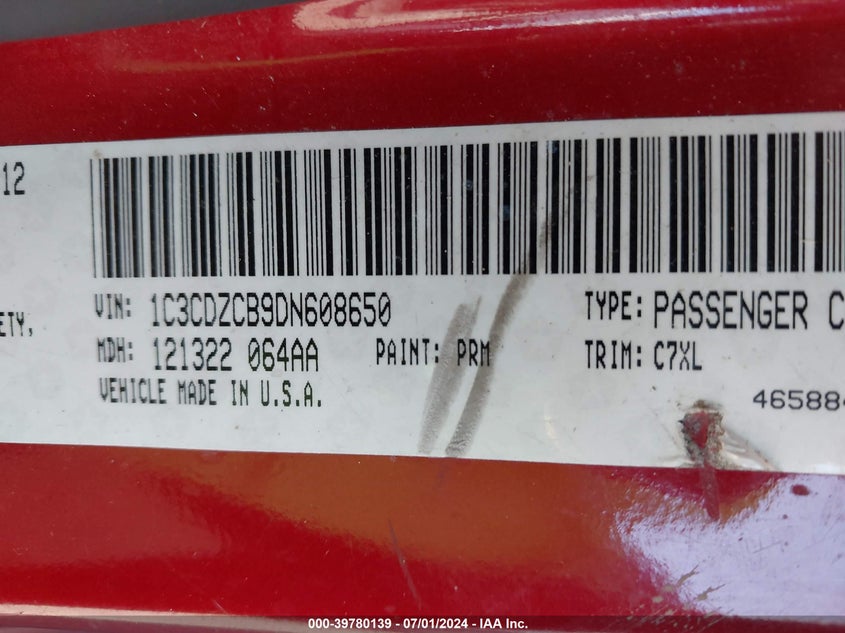 12
VIN: 1C3CDZCB9DN608650
TYPE: PASSENGER C
ETY,
MDH: 121322 064AA
PAINT: PRM
TRIM: C7XL
VEHICLE MADE IN U.S.A.
46588
000-39780139 - 07/01/2024 - IAA Inc.